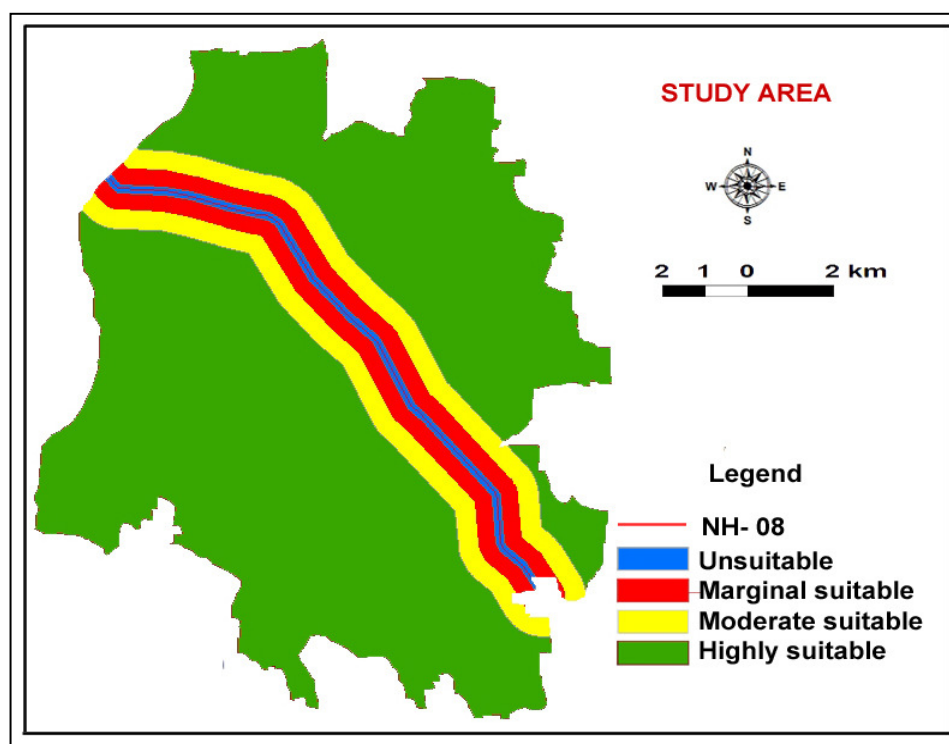 STUDY AREA
N
W E
S
2 1 0 2 km
Legend
NH- 08
Unsuitable
Marginal suitable
Moderate suitable
Highly suitable